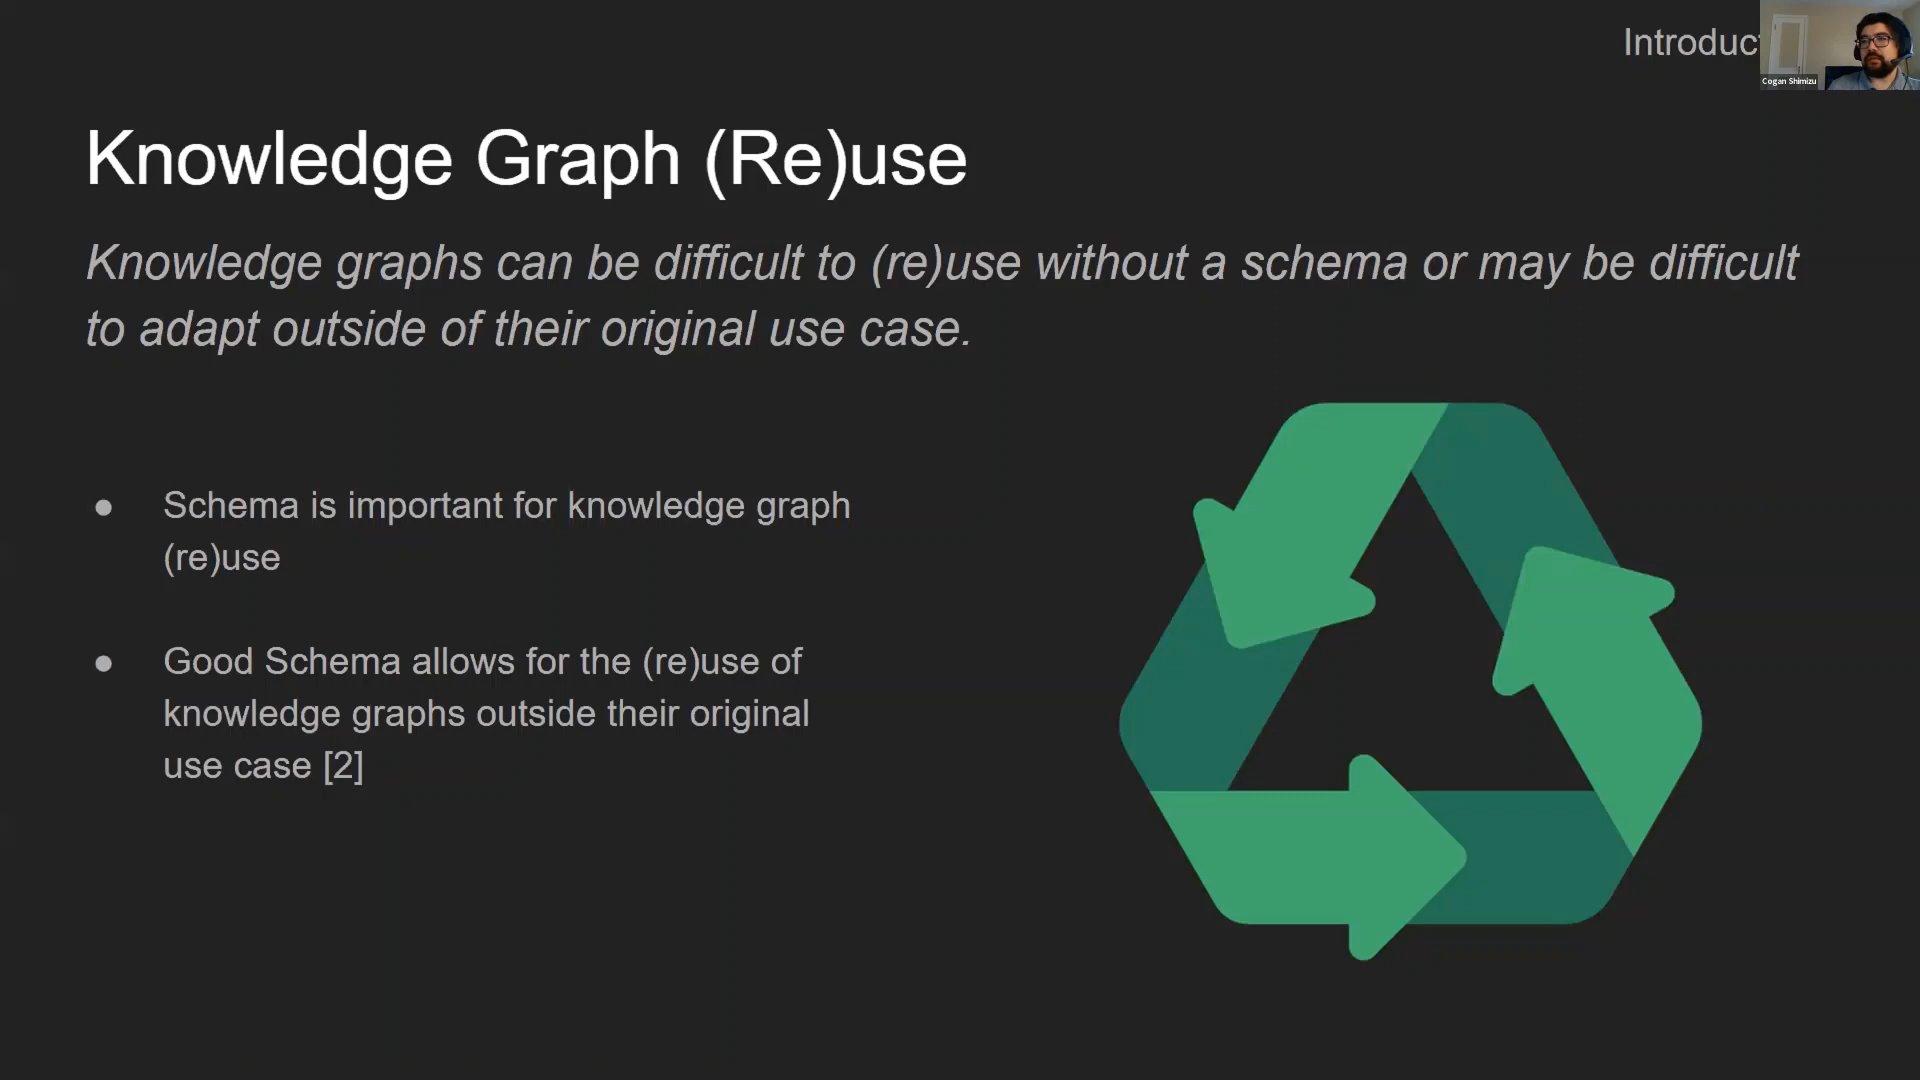 Introduc
Cogan Shimizu
Knowledge Graph (Re)use
Knowledge graphs can be difficult to (re)use without a schema or may be difficult
to adapt outside of their original use case.
● Schema is important for knowledge graph
(re)use
● Good Schema allows for the (re)use of
knowledge graphs outside their original
use case [2]